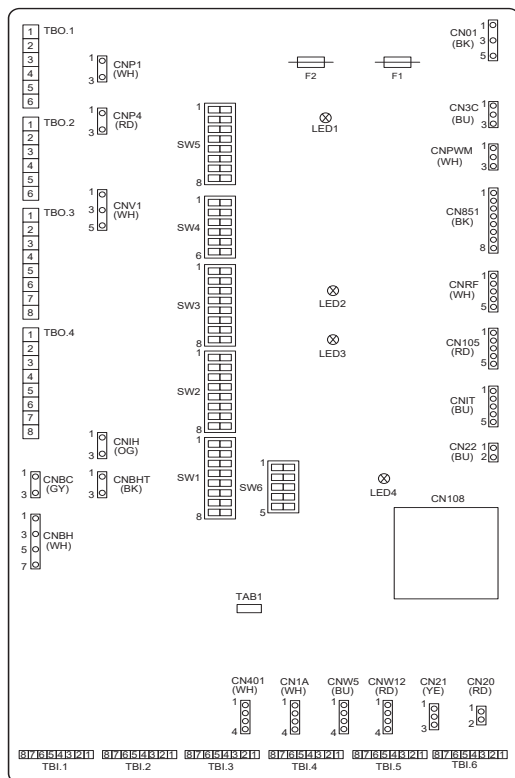 1 TBO.1
2
3
4
5
6
1 CNP1
3 (WH)
1 CNP4
3 (RD)
1 TBO.2
2
3
4
5
6
1 CNV1
3 (WH)
5
1 TBO.3
2
3
4
5
6
7
8
1 TBO.4
2
3
4
5
6
7
8
1 CNIH
3 (OG)
1 CNBC
3 (GY)
1 CNBHT
3 (BK)
1 CNBH
3 (WH)
5
7
1
SW5
8
1
SW4
6
1
SW3
8
1
SW2
8
1
SW1
8
1
SW6
5
F2
F1
LED1
LED2
LED3
LED4
CN01 1
(BK) 3
5
CN3C 1
(BU) 3
CNPWM 1
(WH) 3
1
CN851
(BK)
8
CNRF 1
(WH)
5
CN105 1
(RD)
5
CNIT 1
(BU)
5
CN22 1
(BU) 2
CN108
TAB1
CN401
(WH)
1
4
CN1A
(WH)
1
4
CNW5
(BU)
1
4
CNW12
(RD)
1
4
CN21
(YE)
1
3
CN20
(RD)
1
2
8 7 6 5 4 3 2 1
TBI.1
8 7 6 5 4 3 2 1
TBI.2
8 7 6 5 4 3 2 1
TBI.3
8 7 6 5 4 3 2 1
TBI.4
8 7 6 5 4 3 2 1
TBI.5
8 7 6 5 4 3 2 1
TBI.6